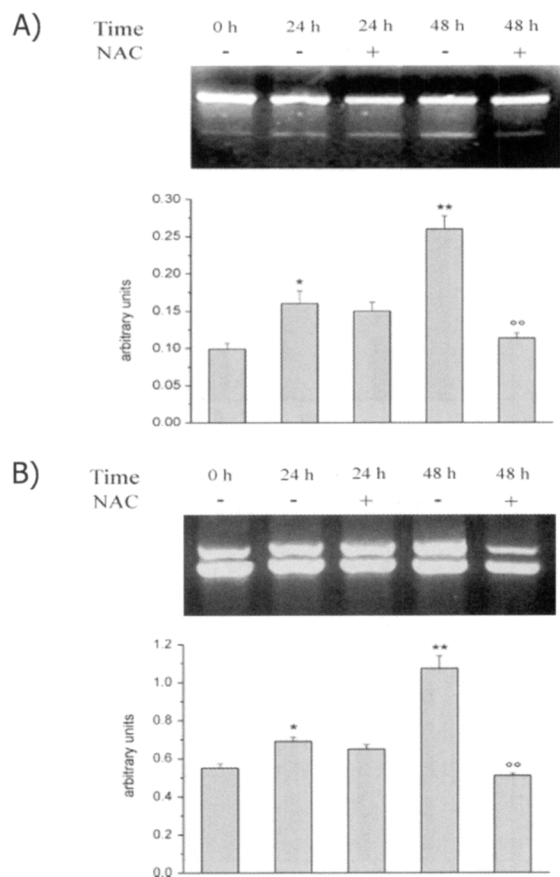 A)
Time 0 h 24 h 24 h 48 h 48 h
NAC - - + - +
0.30
0.25
0.20
0.15
0.10
0.05
0.00
arbitrary units
* ** °°
B)
Time 0 h 24 h 24 h 48 h 48 h
NAC - - + - +
1.2
1.0
0.8
0.6
0.4
0.2
0.0
arbitrary units
* ** °°